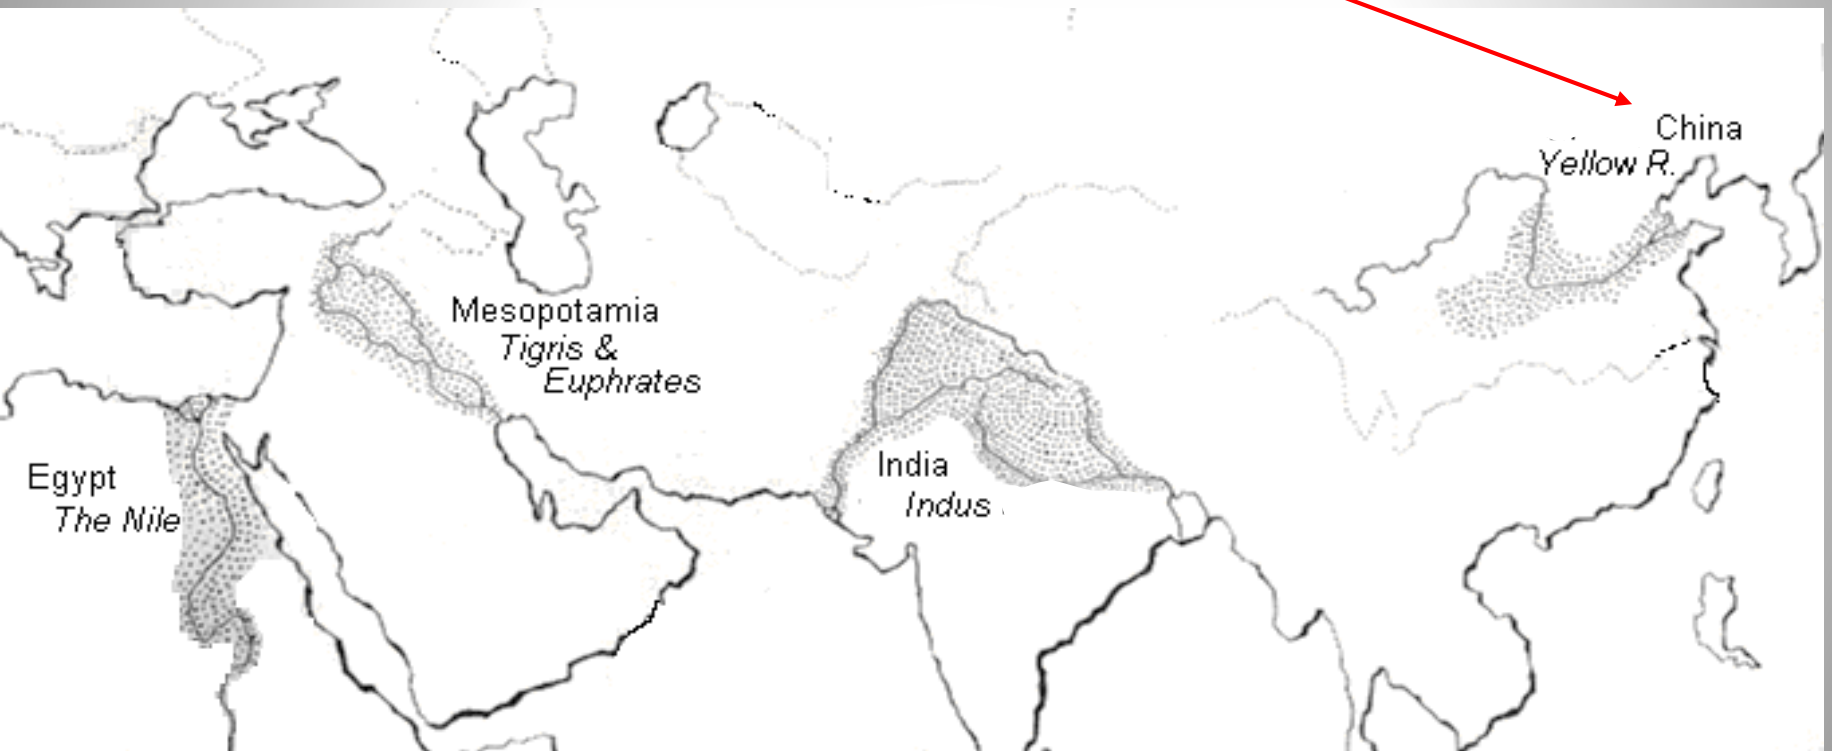 China
Yellow R.
Mesopotamia
Tigris &
Euphrates
India
Indus
Egypt
The Nile